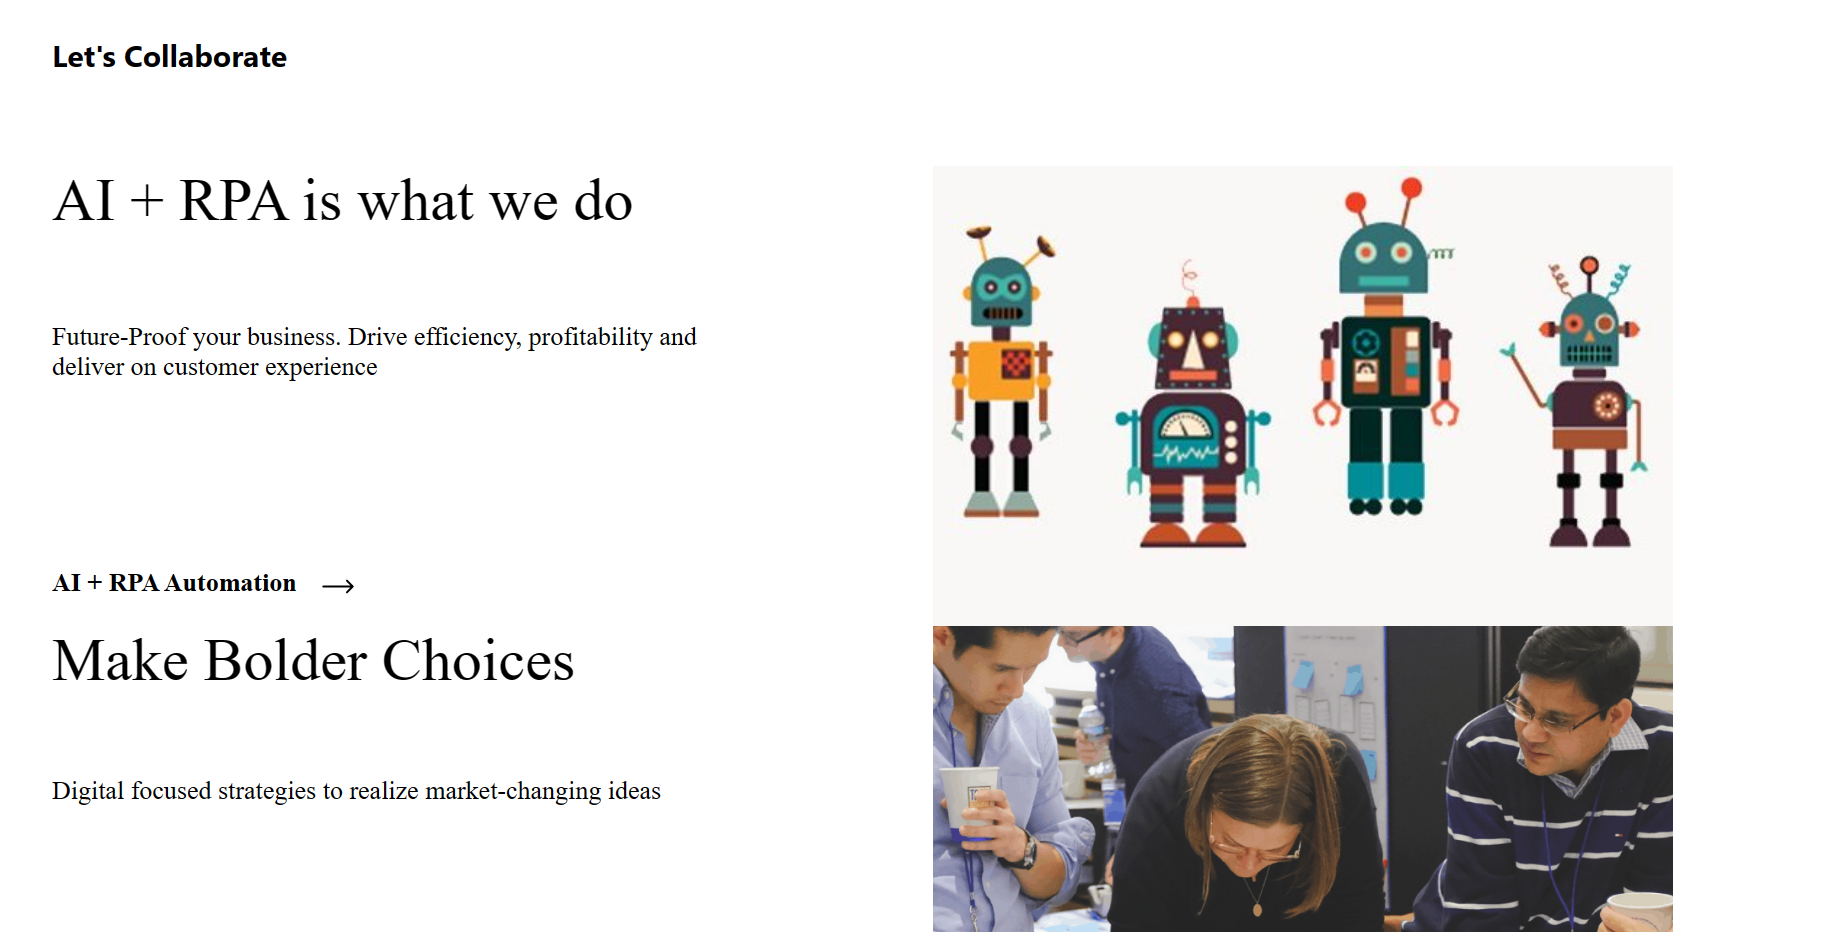 Let's Collaborate
AI + RPA is what we do
Future-Proof your business. Drive efficiency, profitability and
deliver on customer experience
AI + RPA Automation
Make Bolder Choices
Digital focused strategies to realize market-changing ideas